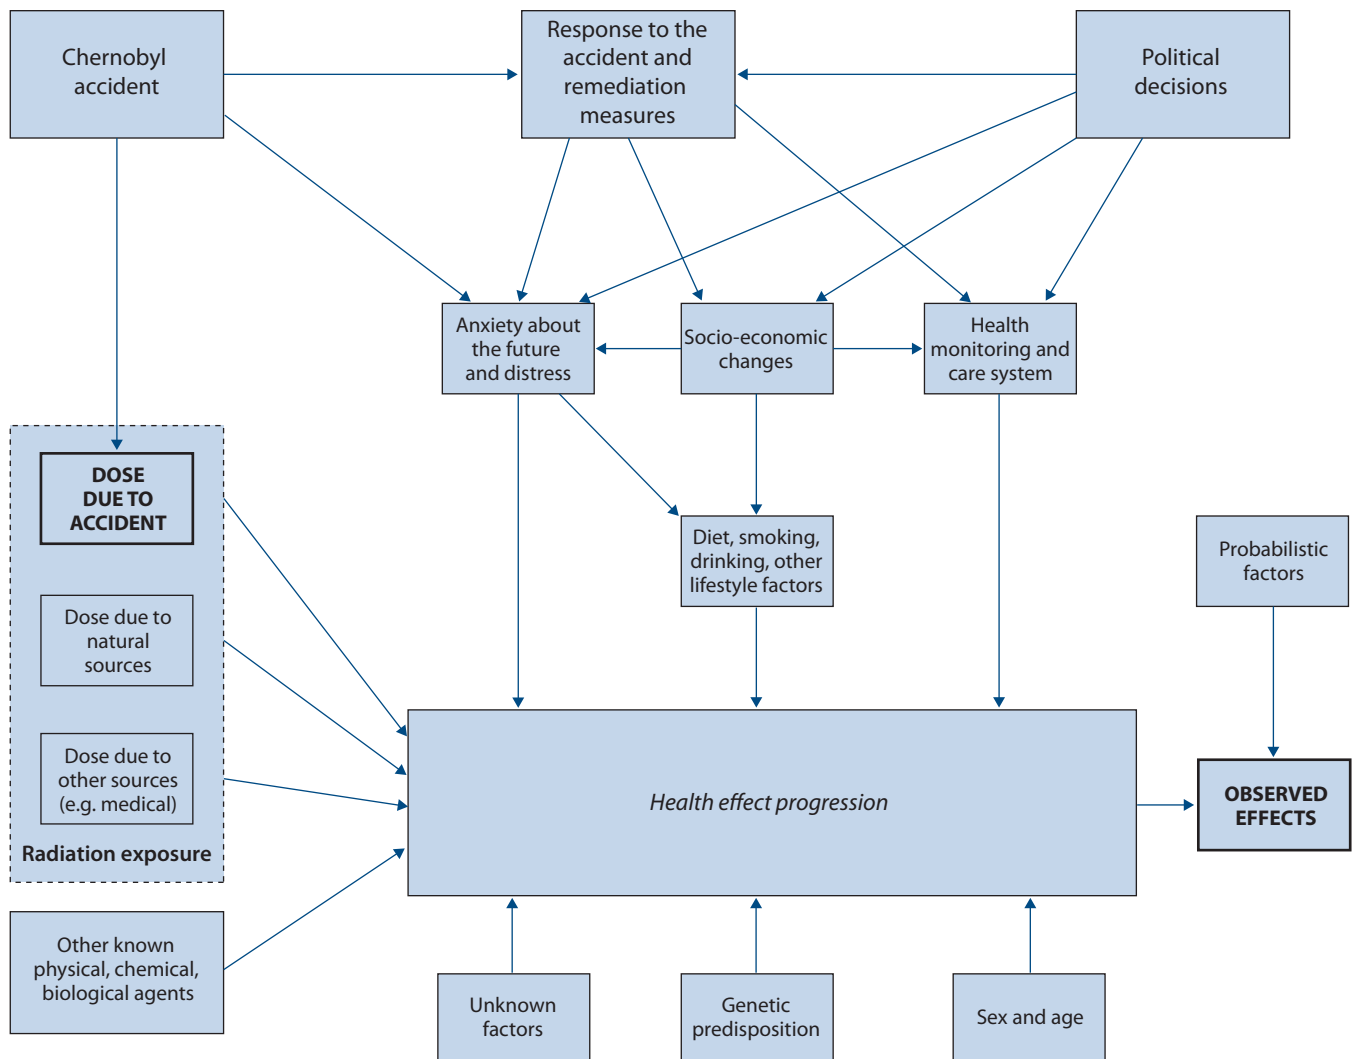 Chernobyl
accident
Response to the
accident and
remediation
measures
Political
decisions
Anxiety about
the future
and distress
Socio-economic
changes
Health
monitoring and
care system
DOSE
DUE TO
ACCIDENT
Dose due to
natural
sources
Dose due to
other sources
(e.g. medical)
Radiation exposure
Diet, smoking,
drinking, other
lifestyle factors
Probabilistic
factors
Health effect progression
OBSERVED
EFFECTS
Other known
physical, chemical,
biological agents
Unknown
factors
Genetic
predisposition
Sex and age